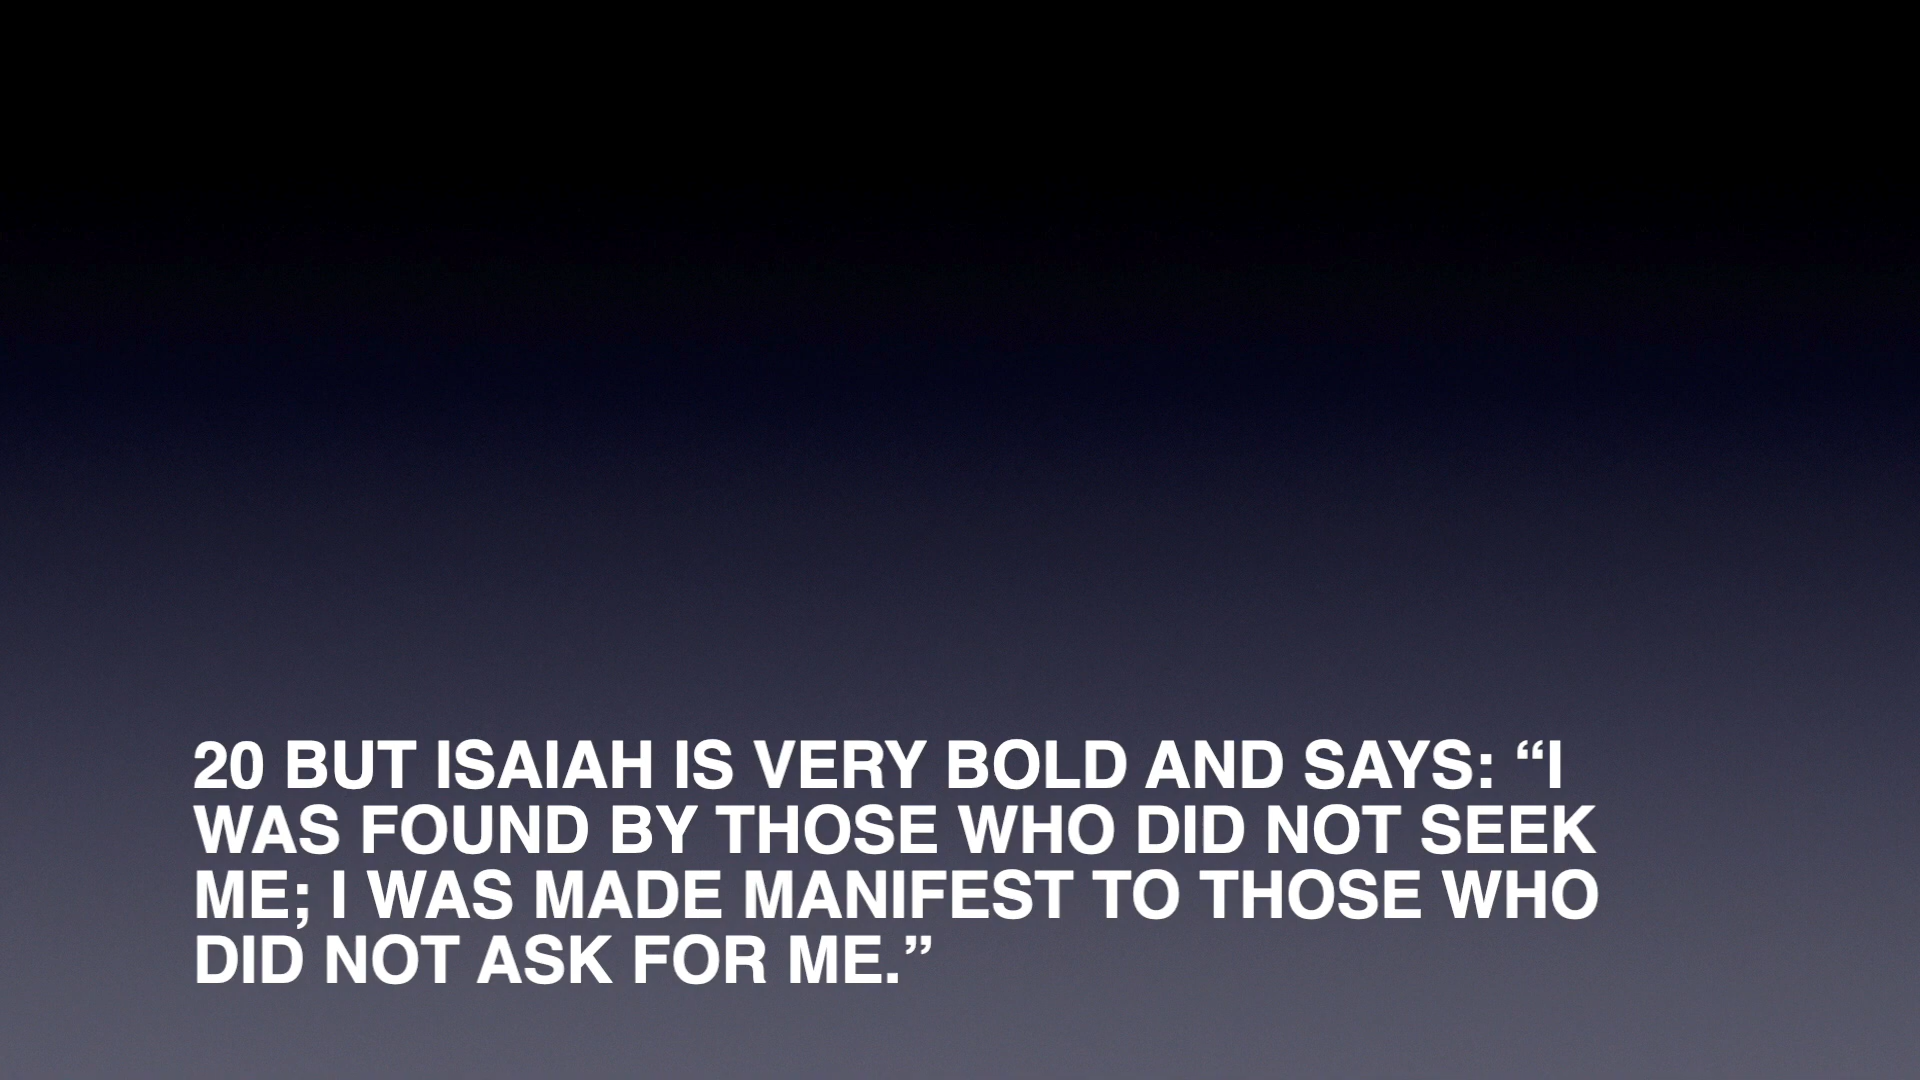 20 BUT ISAIAH IS VERY BOLD AND SAYS: “I
WAS FOUND BY THOSE WHO DID NOT SEEK
ME; I WAS MADE MANIFEST TO THOSE WHO
DID NOT ASK FOR ME.”